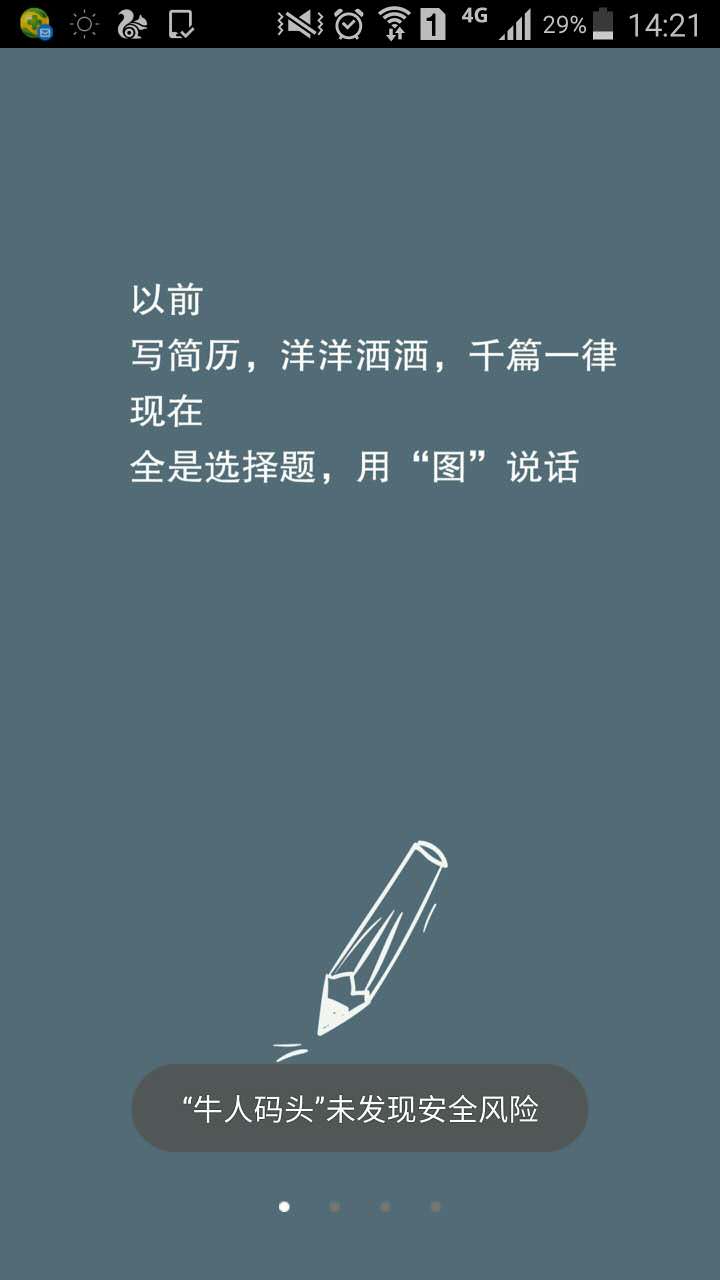 4G 29% 14:21
1
以前
写简历，洋洋洒洒，千篇一律
现在
全是选择题，用“图”说话
“牛人码头”未发现安全风险